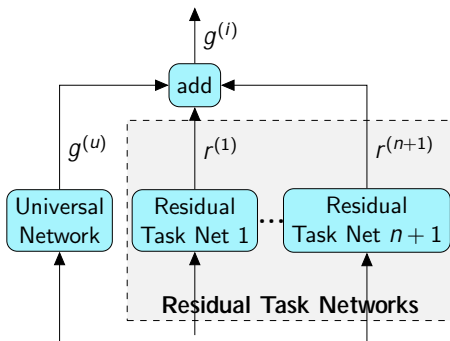 g^(i)
add
g^(u)
r^(1)
r^(n+1)
Universal
Network
Residual
Task Net 1
...
Residual
Task Net n + 1
Residual Task Networks